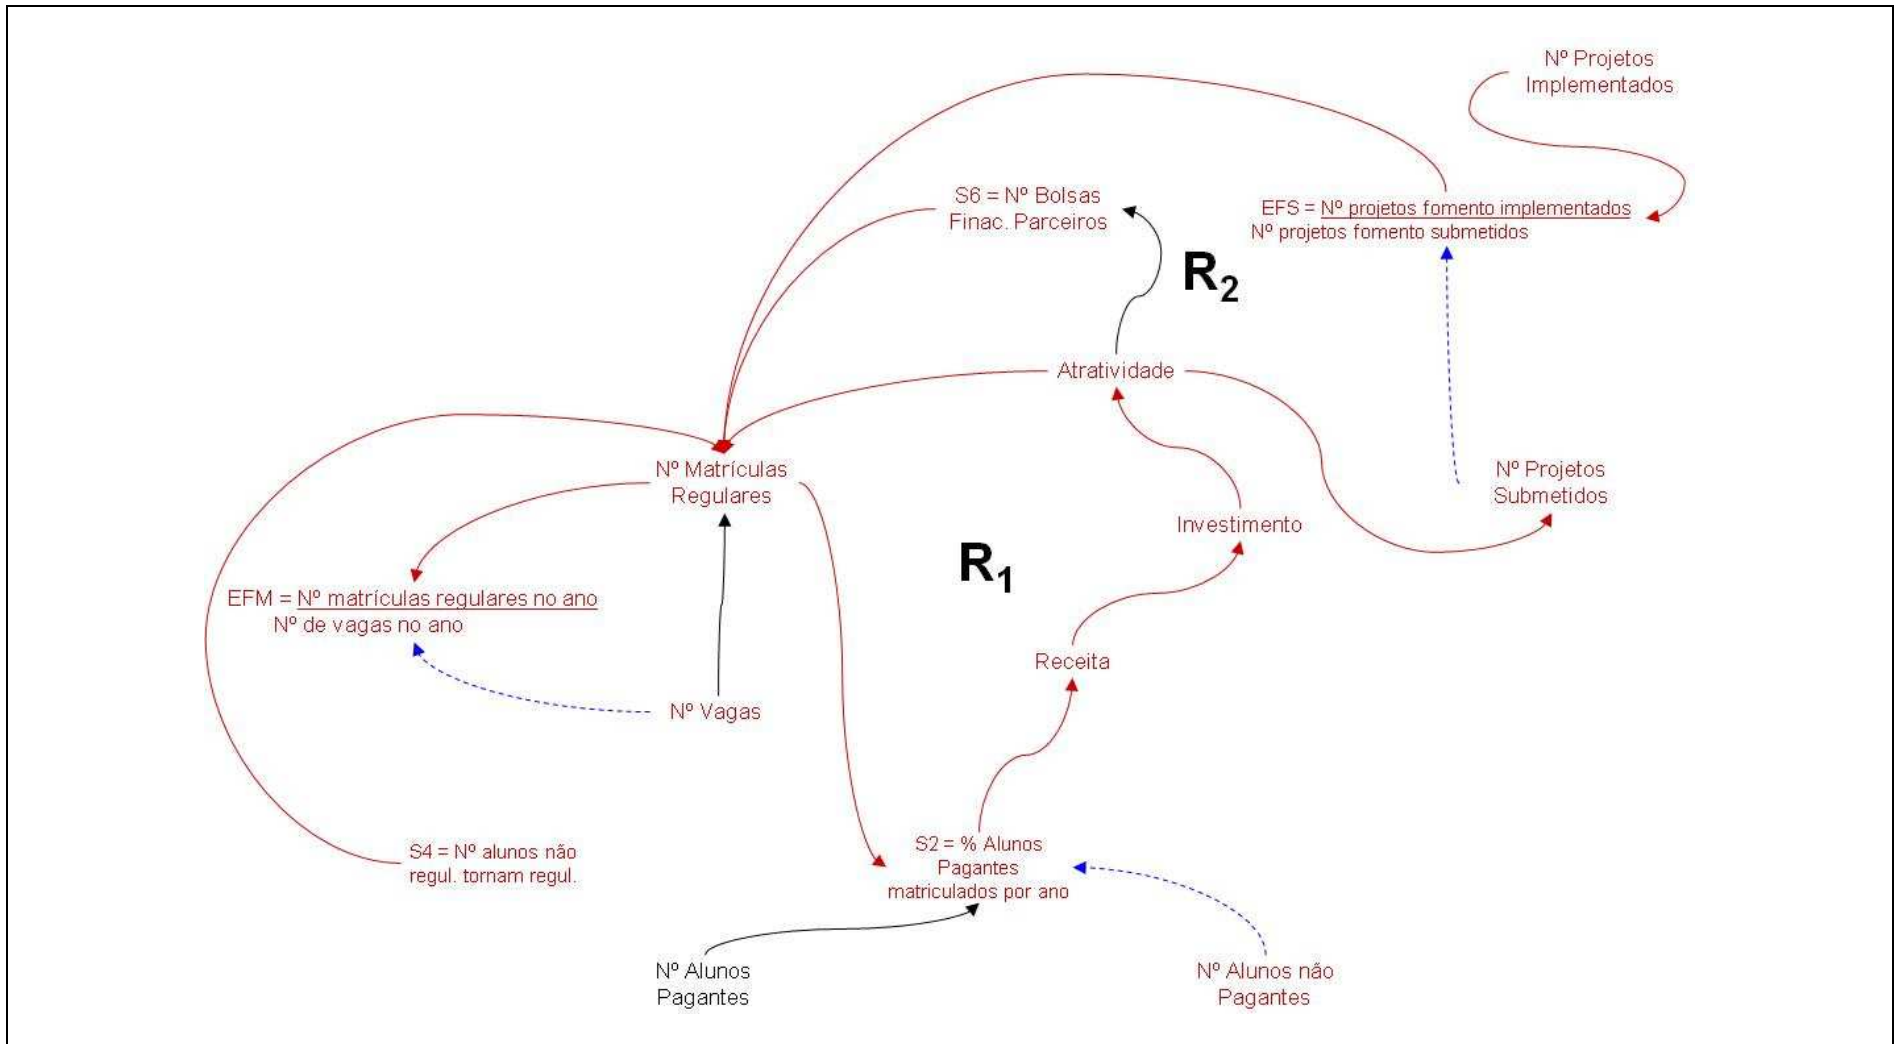 Nº Projetos
Implementados
S6 = Nº Bolsas
Finac. Parceiros
EFS = Nº projetos fomento implementados
Nº projetos fomento submetidos
R2
Atratividade
Nº Matrículas
Regulares
Nº Projetos
Submetidos
Investimento
R1
EFM = Nº matrículas regulares no ano
Nº de vagas no ano
Receita
Nº Vagas
S4 = Nº alunos não
regul. tornam regul.
S2 = % Alunos
Pagantes
matriculados por ano
Nº Alunos
Pagantes
Nº Alunos não
Pagantes